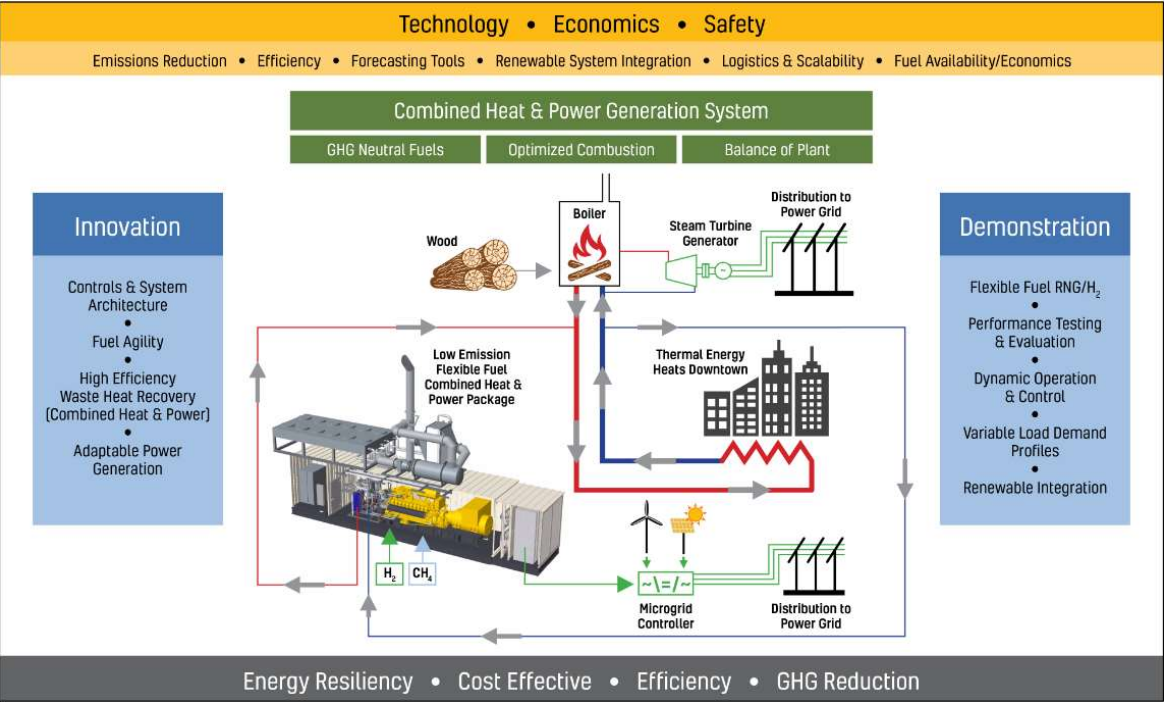 Technology • Economics • Safety
Emissions Reduction • Efficiency • Forecasting Tools • Renewable System Integration • Logistics & Scalability • Fuel Availability/Economics
Combined Heat & Power Generation System
GHG Neutral Fuels
Optimized Combustion
Balance of Plant
Innovation
Controls & System
Architecture
•
Fuel Agility
•
High Efficiency
Waste Heat Recovery
(Combined Heat & Power)
•
Adaptable Power
Generation
Wood
Boiler
Steam Turbine
Generator
Distribution to
Power Grid
Low Emission
Flexible Fuel
Combined Heat &
Power Package
Thermal Energy
Heats Downtown
H₂
CH₄
~\=/~
Microgrid
Controller
Distribution to
Power Grid
Demonstration
Flexible Fuel RNG/H₂
•
Performance Testing
& Evaluation
•
Dynamic Operation
& Control
•
Variable Load Demand
Profiles
•
Renewable Integration
Energy Resiliency • Cost Effective • Efficiency • GHG Reduction